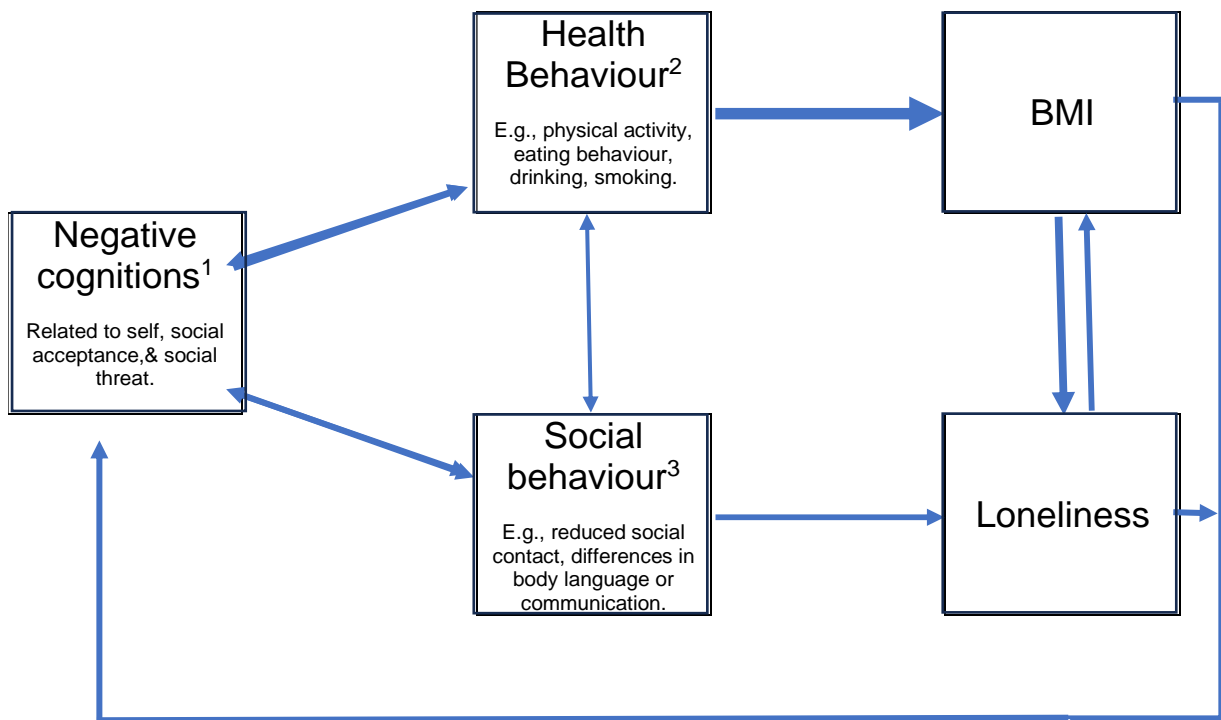 Health
Behaviour²
E.g., physical activity,
eating behaviour,
drinking, smoking.
BMI
Negative
cognitions¹
Related to self, social
acceptance,& social
threat.
Social
behaviour³
E.g., reduced social
contact, differences in
body language or
communication.
Loneliness